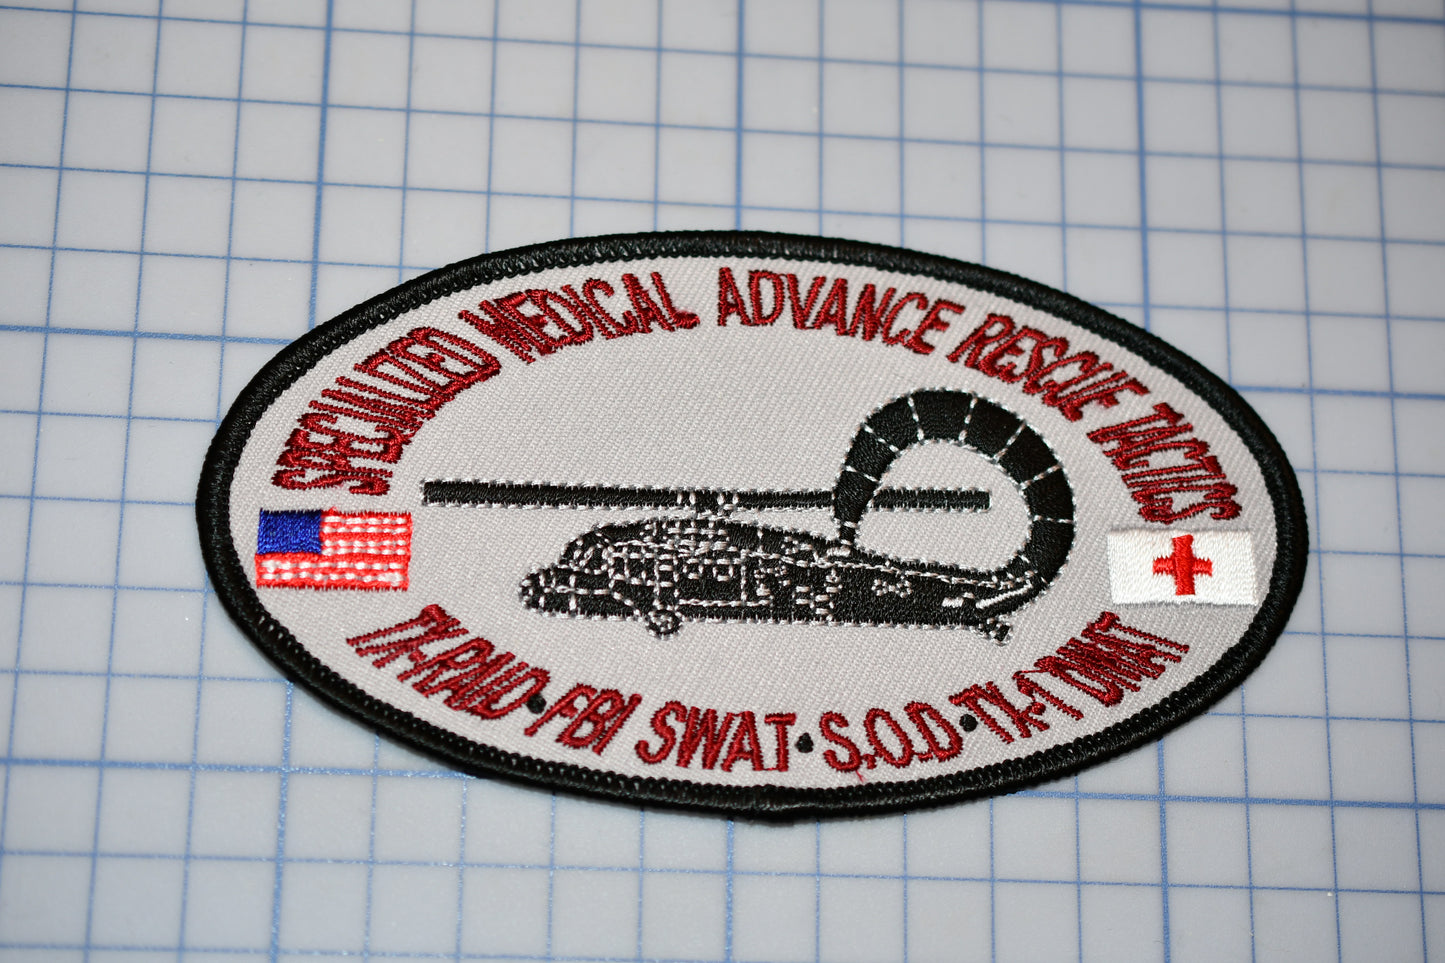 SPECIALIZED MEDICAL ADVANCE RESCUE TACTICS
TX-RAID • FBI SWAT • S.O.D • TX-1 DMAT